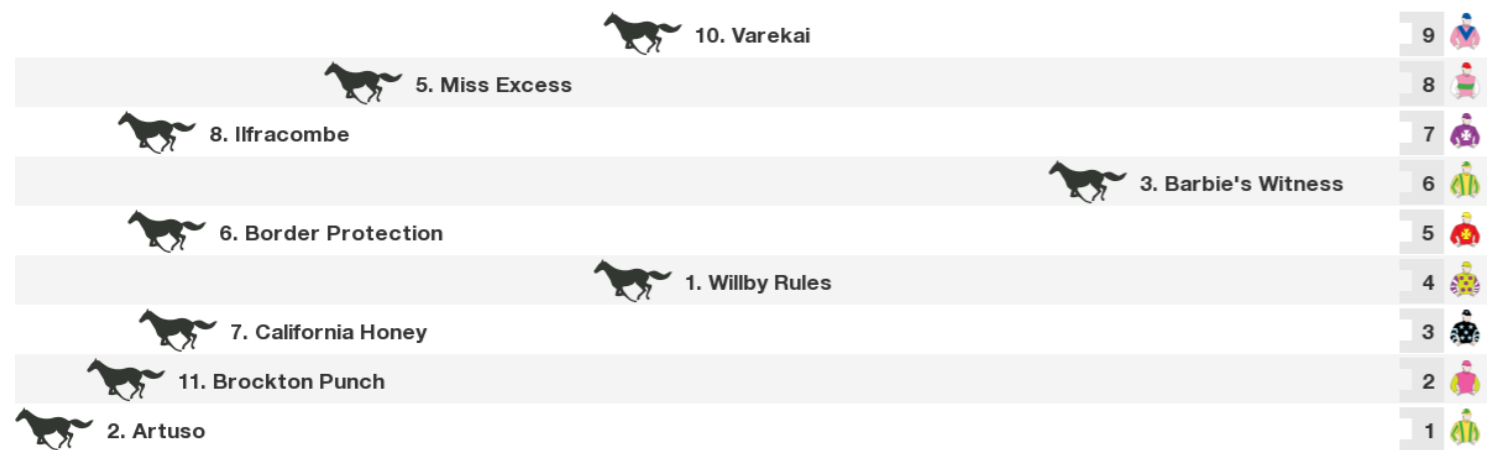 10. Varekai 9
5. Miss Excess 8
8. Ilfracombe 7
3. Barbie's Witness 6
6. Border Protection 5
1. Willby Rules 4
7. California Honey 3
11. Brockton Punch 2
2. Artuso 1